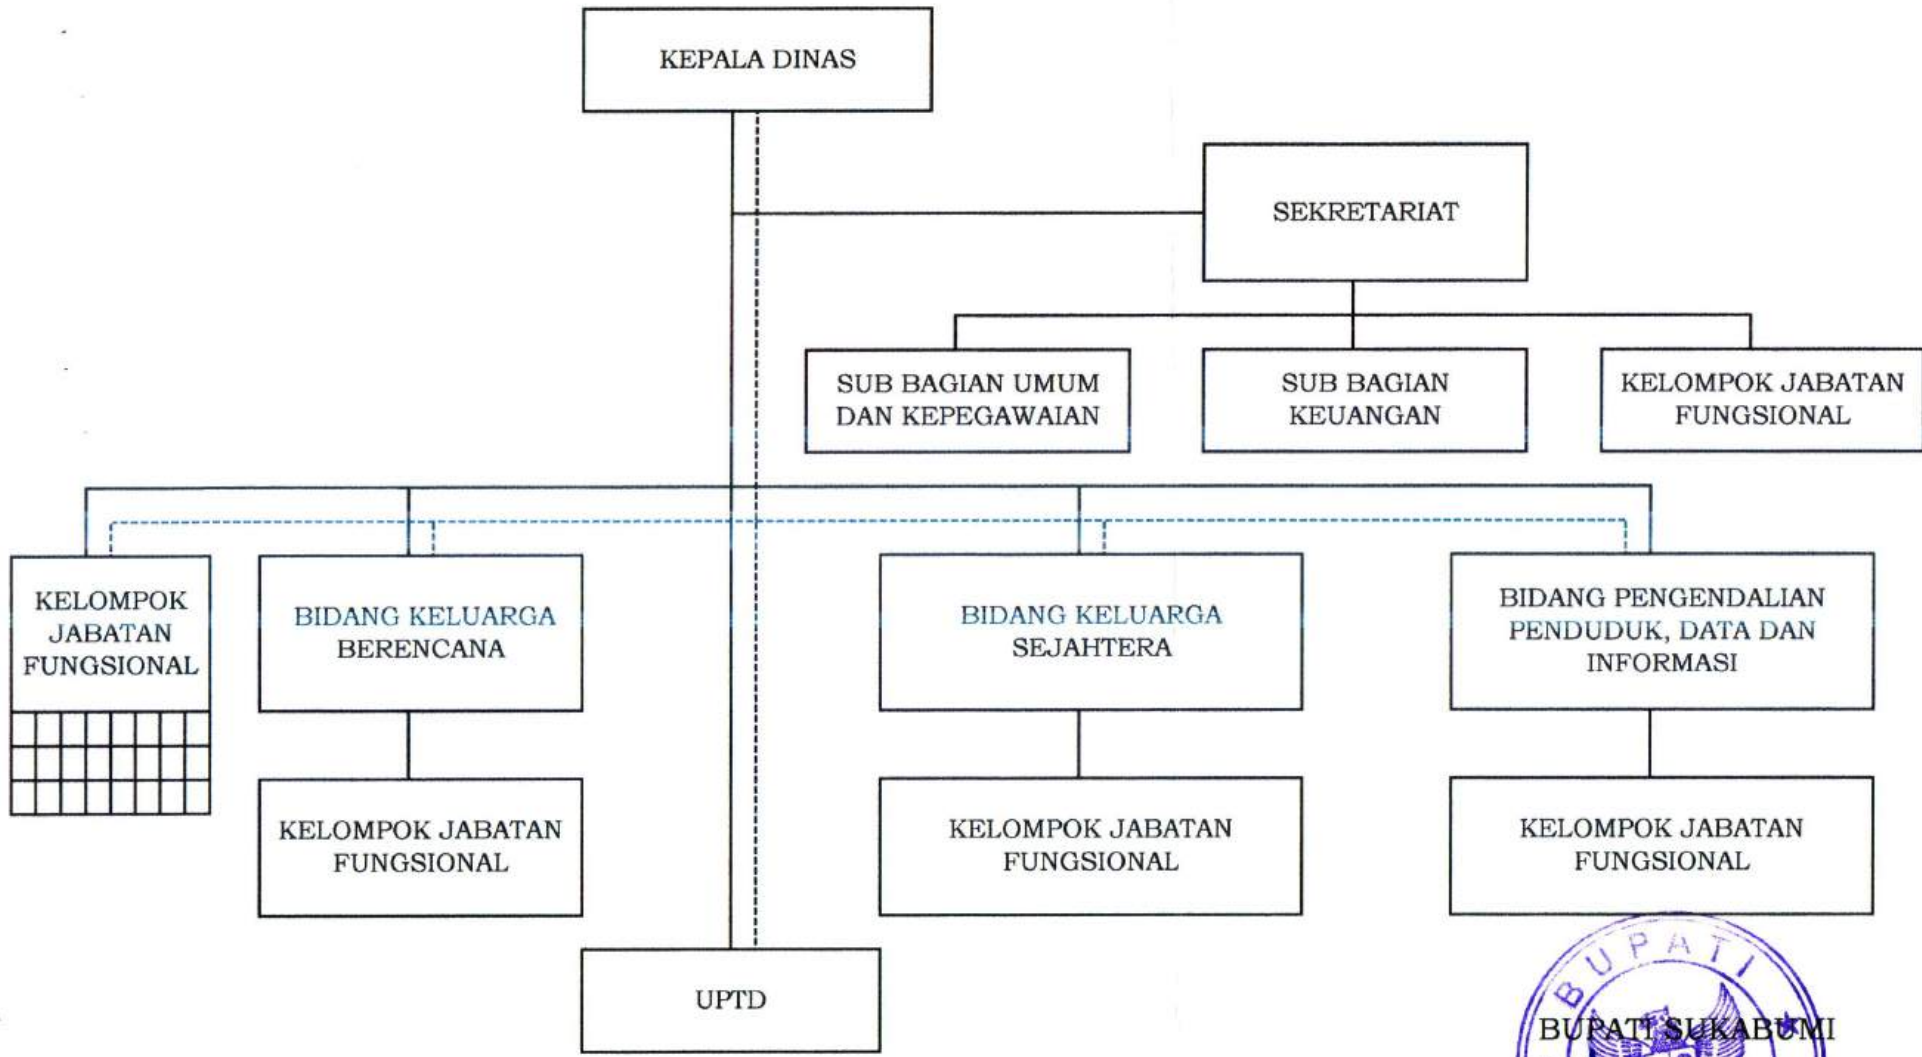 KEPALA DINAS
SEKRETARIAT
SUB BAGIAN UMUM
DAN KEPEGAWAIAN
SUB BAGIAN
KEUANGAN
KELOMPOK JABATAN
FUNGSIONAL
KELOMPOK
JABATAN
FUNGSIONAL
BIDANG KELUARGA
BERENCANA
BIDANG KELUARGA
SEJAHTERA
BIDANG PENGENDALIAN
PENDUDUK, DATA DAN
INFORMASI
KELOMPOK JABATAN
FUNGSIONAL
KELOMPOK JABATAN
FUNGSIONAL
KELOMPOK JABATAN
FUNGSIONAL
UPTD
BUPATI
BUPATI SUKABUMI